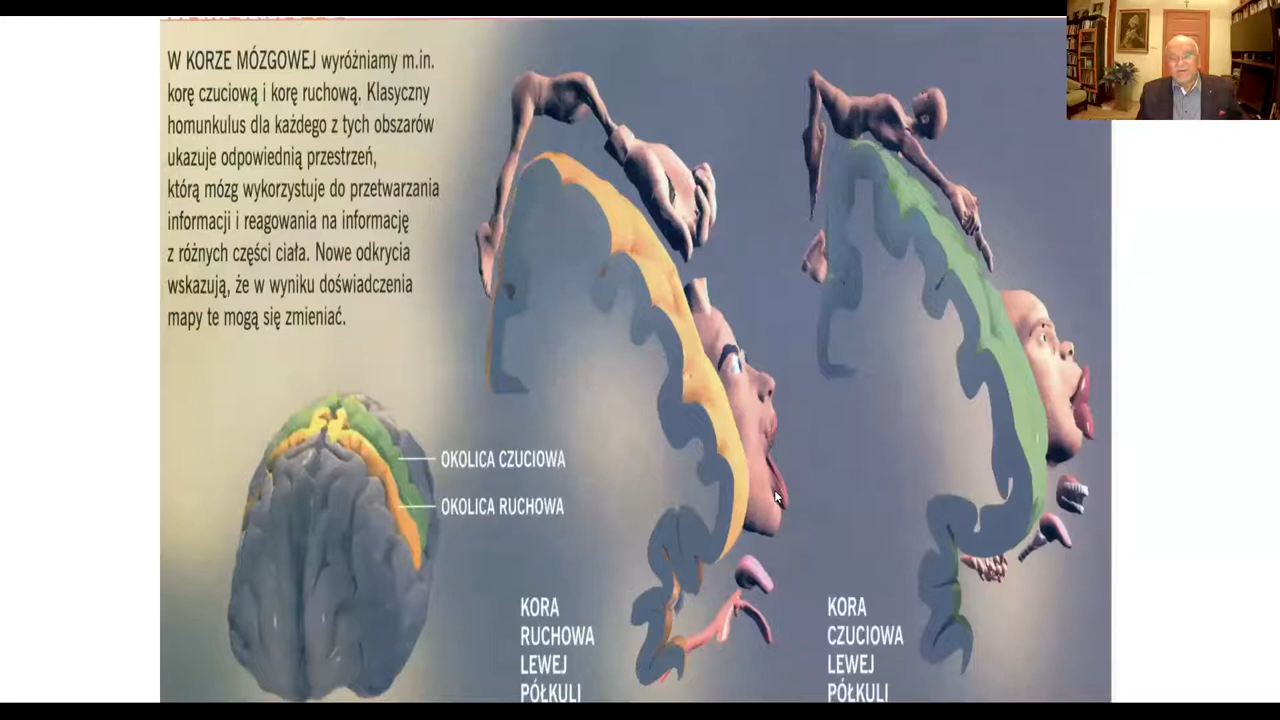 W KORZE MÓZGOWEJ wyróżniamy m.in.
korę czuciową i korę ruchową. Klasyczny
homunkulus dla każdego z tych obszarów
ukazuje odpowiednią przestrzeń,
którą mózg wykorzystuje do przetwarzania
informacji i reagowania na informację
z różnych części ciała. Nowe odkrycia
wskazują, że w wyniku doświadczenia
mapy te mogą się zmieniać.
OKOLICA CZUCIOWA
OKOLICA RUCHOWA
KORA
RUCHOWA
LEWEJ
PÓŁKULI
KORA
CZUCIOWA
LEWEJ
PÓŁKULI